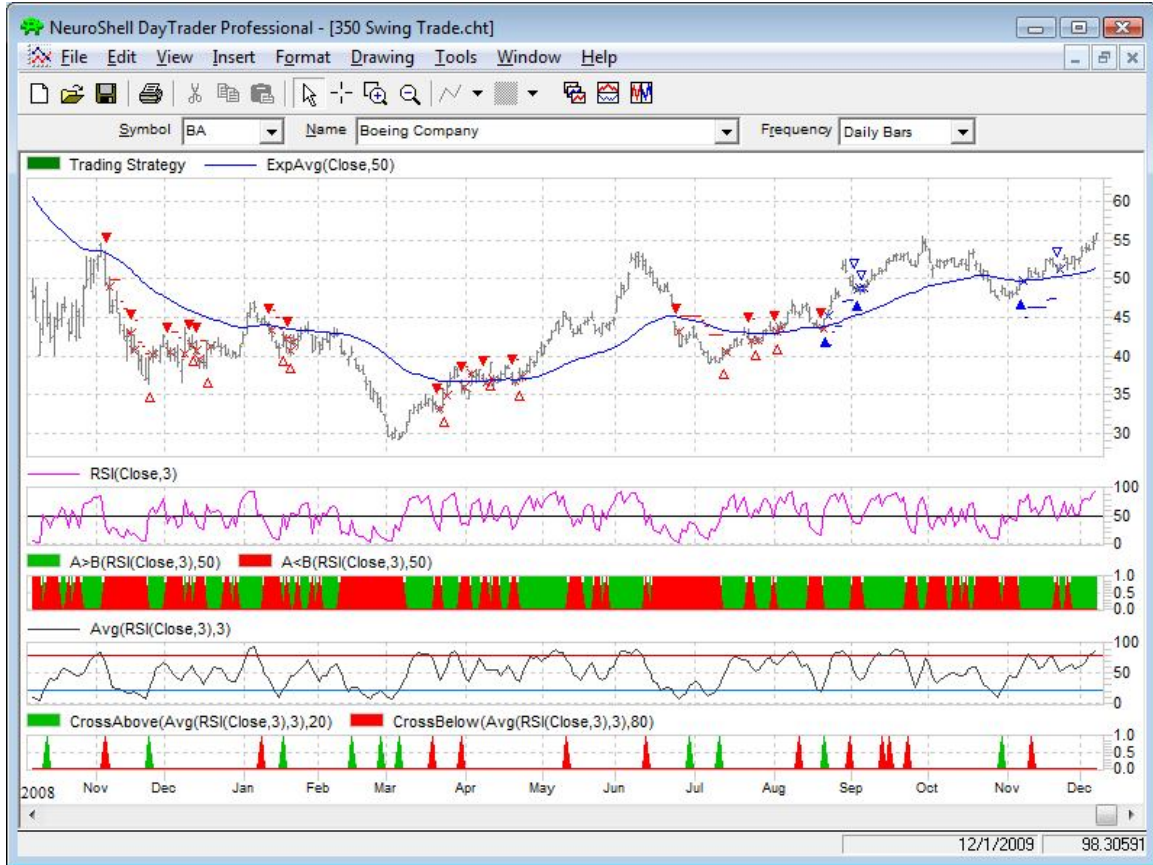 NeuroShell DayTrader Professional - [350 Swing Trade.cht]
File Edit View Insert Format Drawing Tools Window Help
Symbol BA Name Boeing Company Frequency Daily Bars
Trading Strategy ExpAvg(Close,50)
60
55
50
45
40
35
30
RSI(Close,3)
100
50
0
A>B(RSI(Close,3),50) A<B(RSI(Close,3),50)
1.0
0.5
0.0
Avg(RSI(Close,3),3)
100
50
0
CrossAbove(Avg(RSI(Close,3),3),20) CrossBelow(Avg(RSI(Close,3),3),80)
1.0
0.5
0.0
2008 Nov Dec Jan Feb Mar Apr May Jun Jul Aug Sep Oct Nov Dec
12/1/2009 98.30591